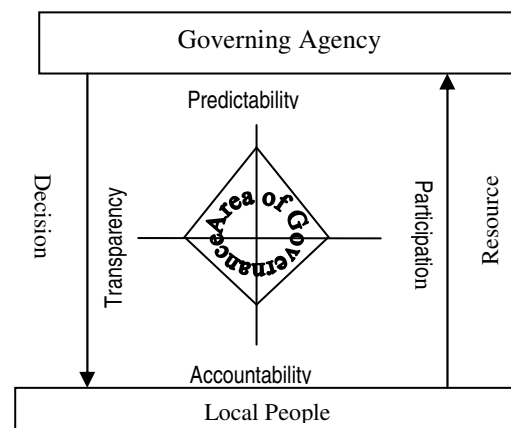 Governing Agency
Predictability
Decision
Transparency
Area of Governance
Participation
Resource
Accountability
Local People